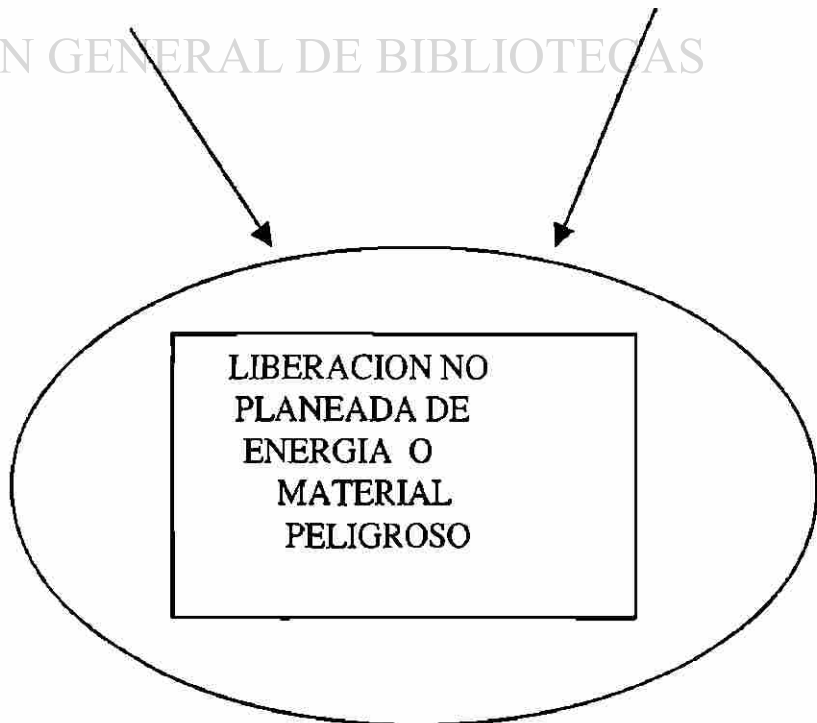 N GENERAL DE BIBLIOTECAS
LIBERACION NO
PLANEADA DE
ENERGIA O
MATERIAL
PELIGROSO